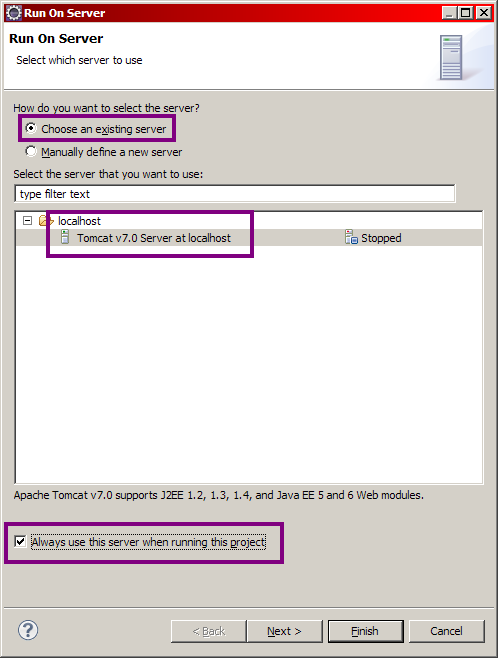 Run On Server
Run On Server
Select which server to use
How do you want to select the server?
Choose an existing server
Manually define a new server
Select the server that you want to use:
type filter text
localhost
Tomcat v7.0 Server at localhost Stopped
Apache Tomcat v7.0 supports J2EE 1.2, 1.3, 1.4, and Java EE 5 and 6 Web modules.
Always use this server when running this project
? < Back Next > Finish Cancel